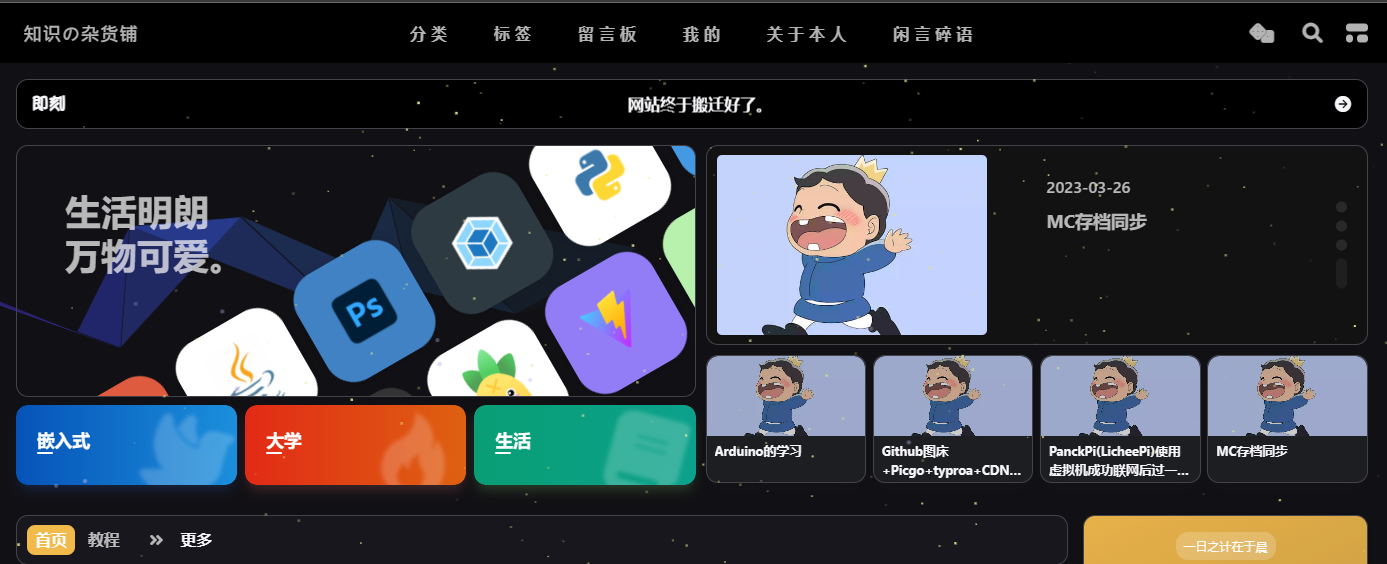 知识の杂货铺
分类
标签
留言板
我的
关于本人
闲言碎语
即刻
网站终于搬迁好了。
生活明朗
万物可爱。
Ps
2023-03-26
MC存档同步
嵌入式
大学
生活
Arduino的学习
Github图床
+Picgo+typroa+CDN...
PanckPi(LicheePi)使用
虚拟机成功联网后过一...
MC存档同步
首页
教程
更多
一日之计在于晨